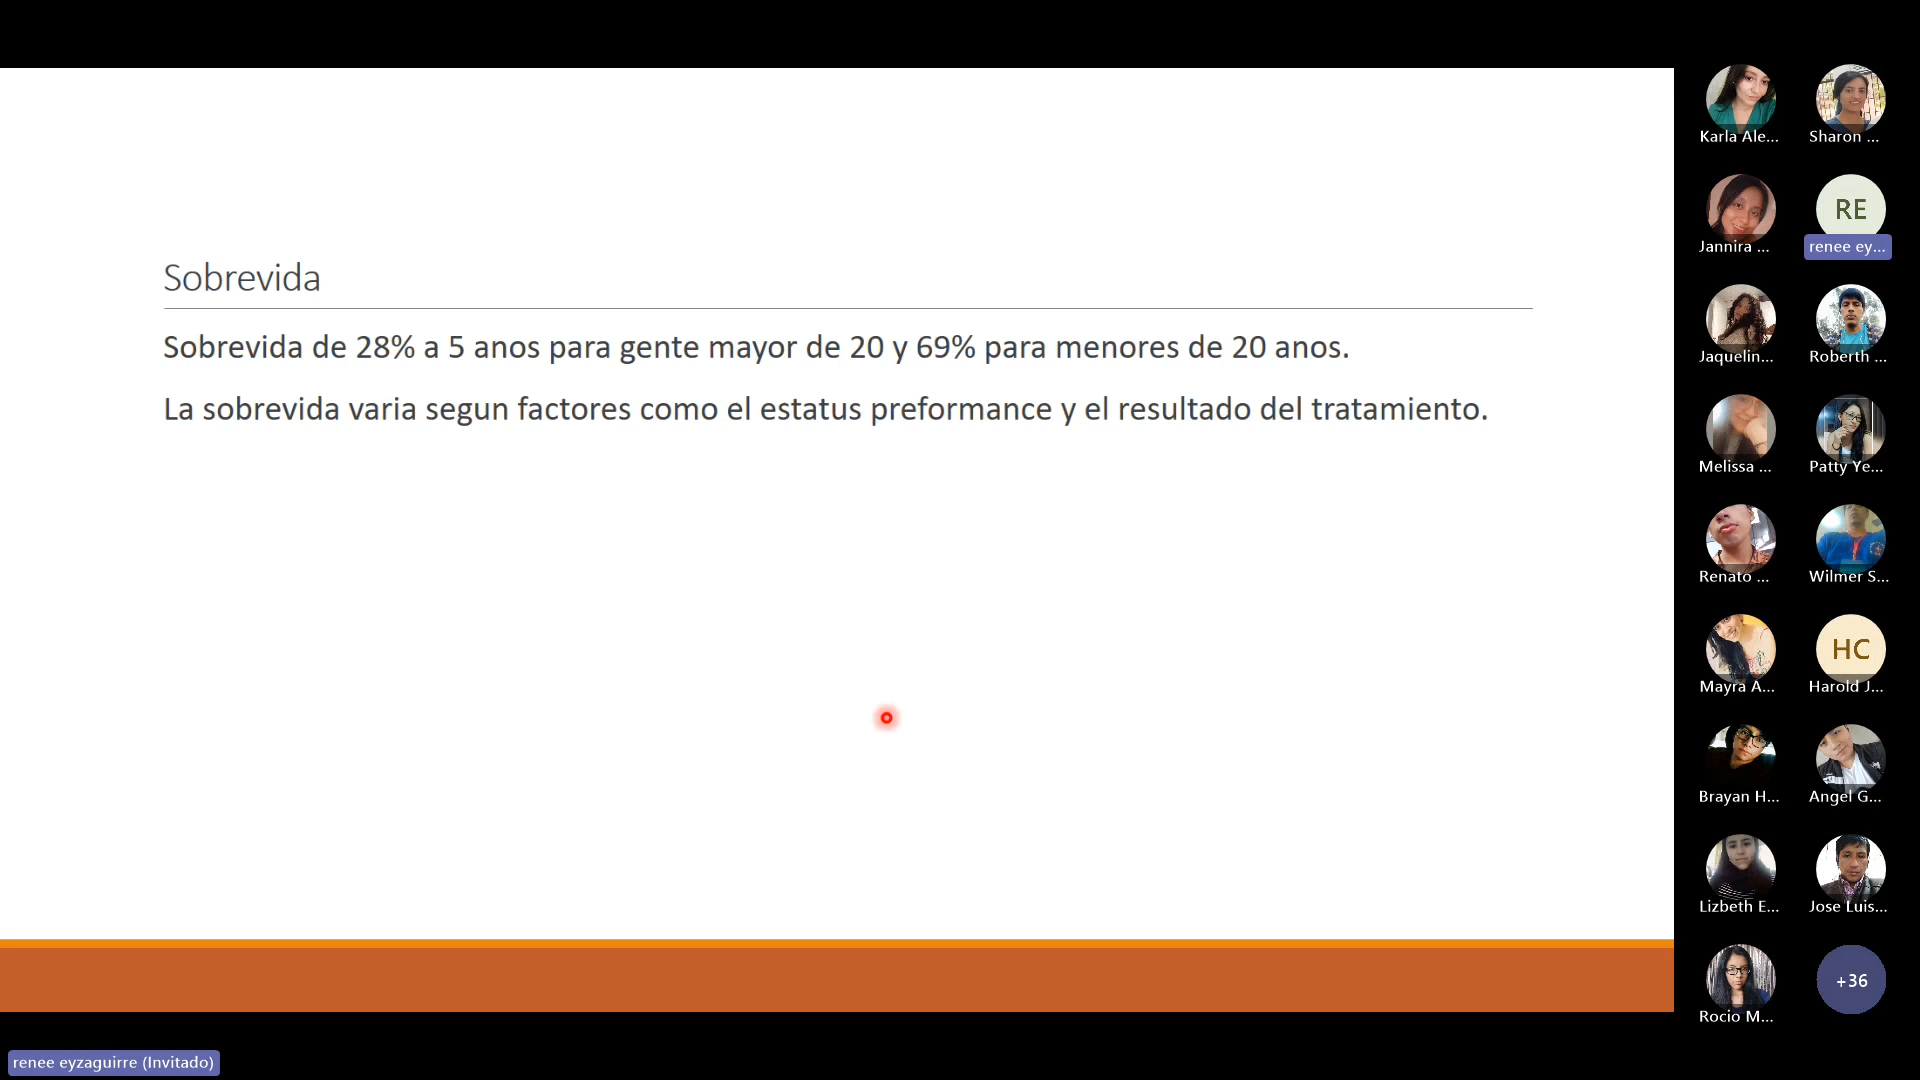 Sobrevida
Sobrevida de 28% a 5 anos para gente mayor de 20 y 69% para menores de 20 anos.
La sobrevida varia segun factores como el estatus preformance y el resultado del tratamiento.
Karla Ale...
Sharon ...
Jannira ...
RE
renee ey...
Jaquelin...
Roberth ...
Melissa ...
Patty Ye...
Renato ...
Wilmer S...
Mayra A...
HC
Harold J...
Brayan H...
Angel G...
Lizbeth E...
Jose Luis...
Rocio M...
+36
renee eyzaguirre (Invitado)